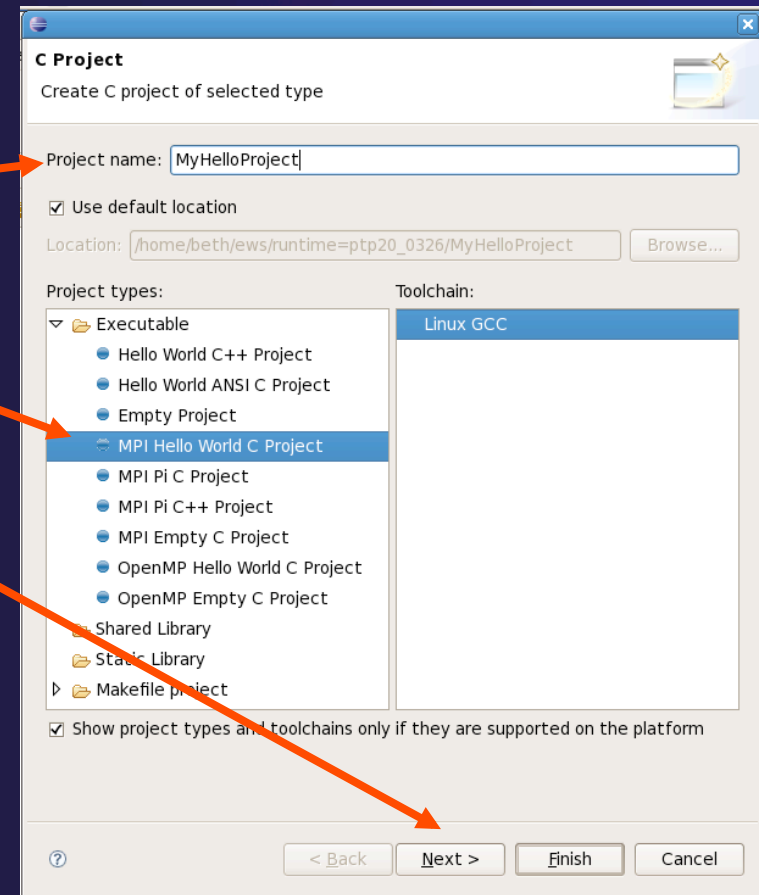 C Project
Create C project of selected type
Project name: MyHelloProject
Use default location
Location: /home/beth/ews/runtime=ptp20_0326/MyHelloProject Browse...
Project types: Toolchain:
Executable Linux GCC
Hello World C++ Project
Hello World ANSI C Project
Empty Project
MPI Hello World C Project
MPI Pi C Project
MPI Pi C++ Project
MPI Empty C Project
OpenMP Hello World C Project
OpenMP Empty C Project
Shared Library
Static Library
Makefile project
Show project types and toolchains only if they are supported on the platform
? < Back Next > Finish Cancel